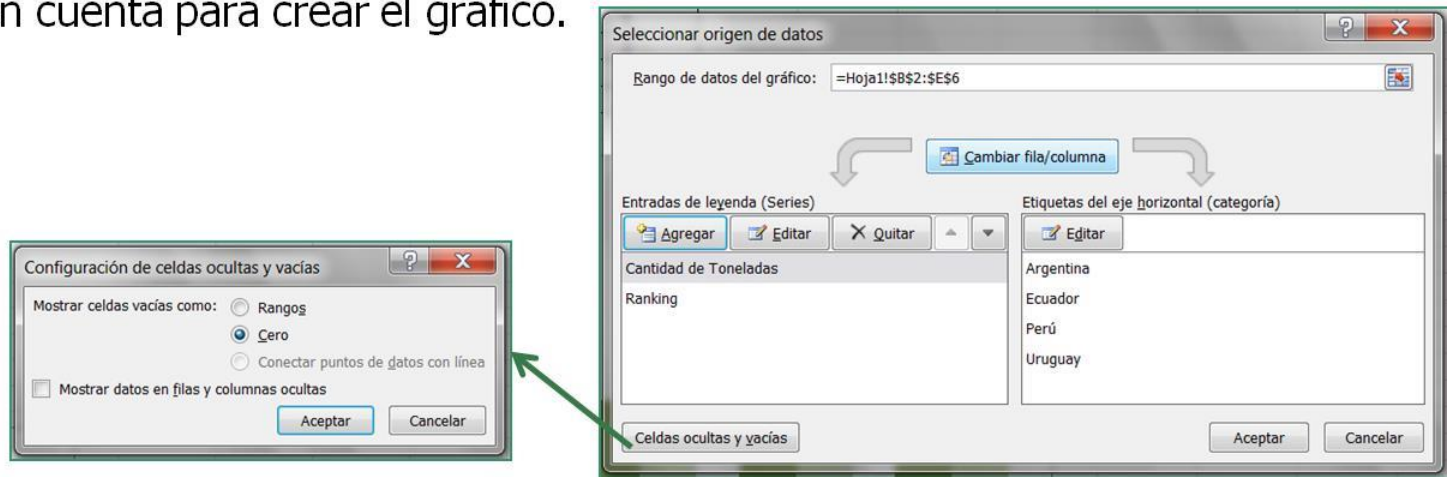 n cuenta para crear el gráfico.
Seleccionar origen de datos
Rango de datos del gráfico: =Hoja1!$B$2:$E$6
Cambiar fila/columna
Entradas de leyenda (Series)
Etiquetas del eje horizontal (categoría)
Agregar Editar Quitar
Editar
Cantidad de Toneladas
Ranking
Argentina
Ecuador
Perú
Uruguay
Celdas ocultas y vacías
Aceptar Cancelar
Configuración de celdas ocultas y vacías
Mostrar celdas vacías como: Rangos
Cero
Conectar puntos de datos con línea
Mostrar datos en filas y columnas ocultas
Aceptar Cancelar